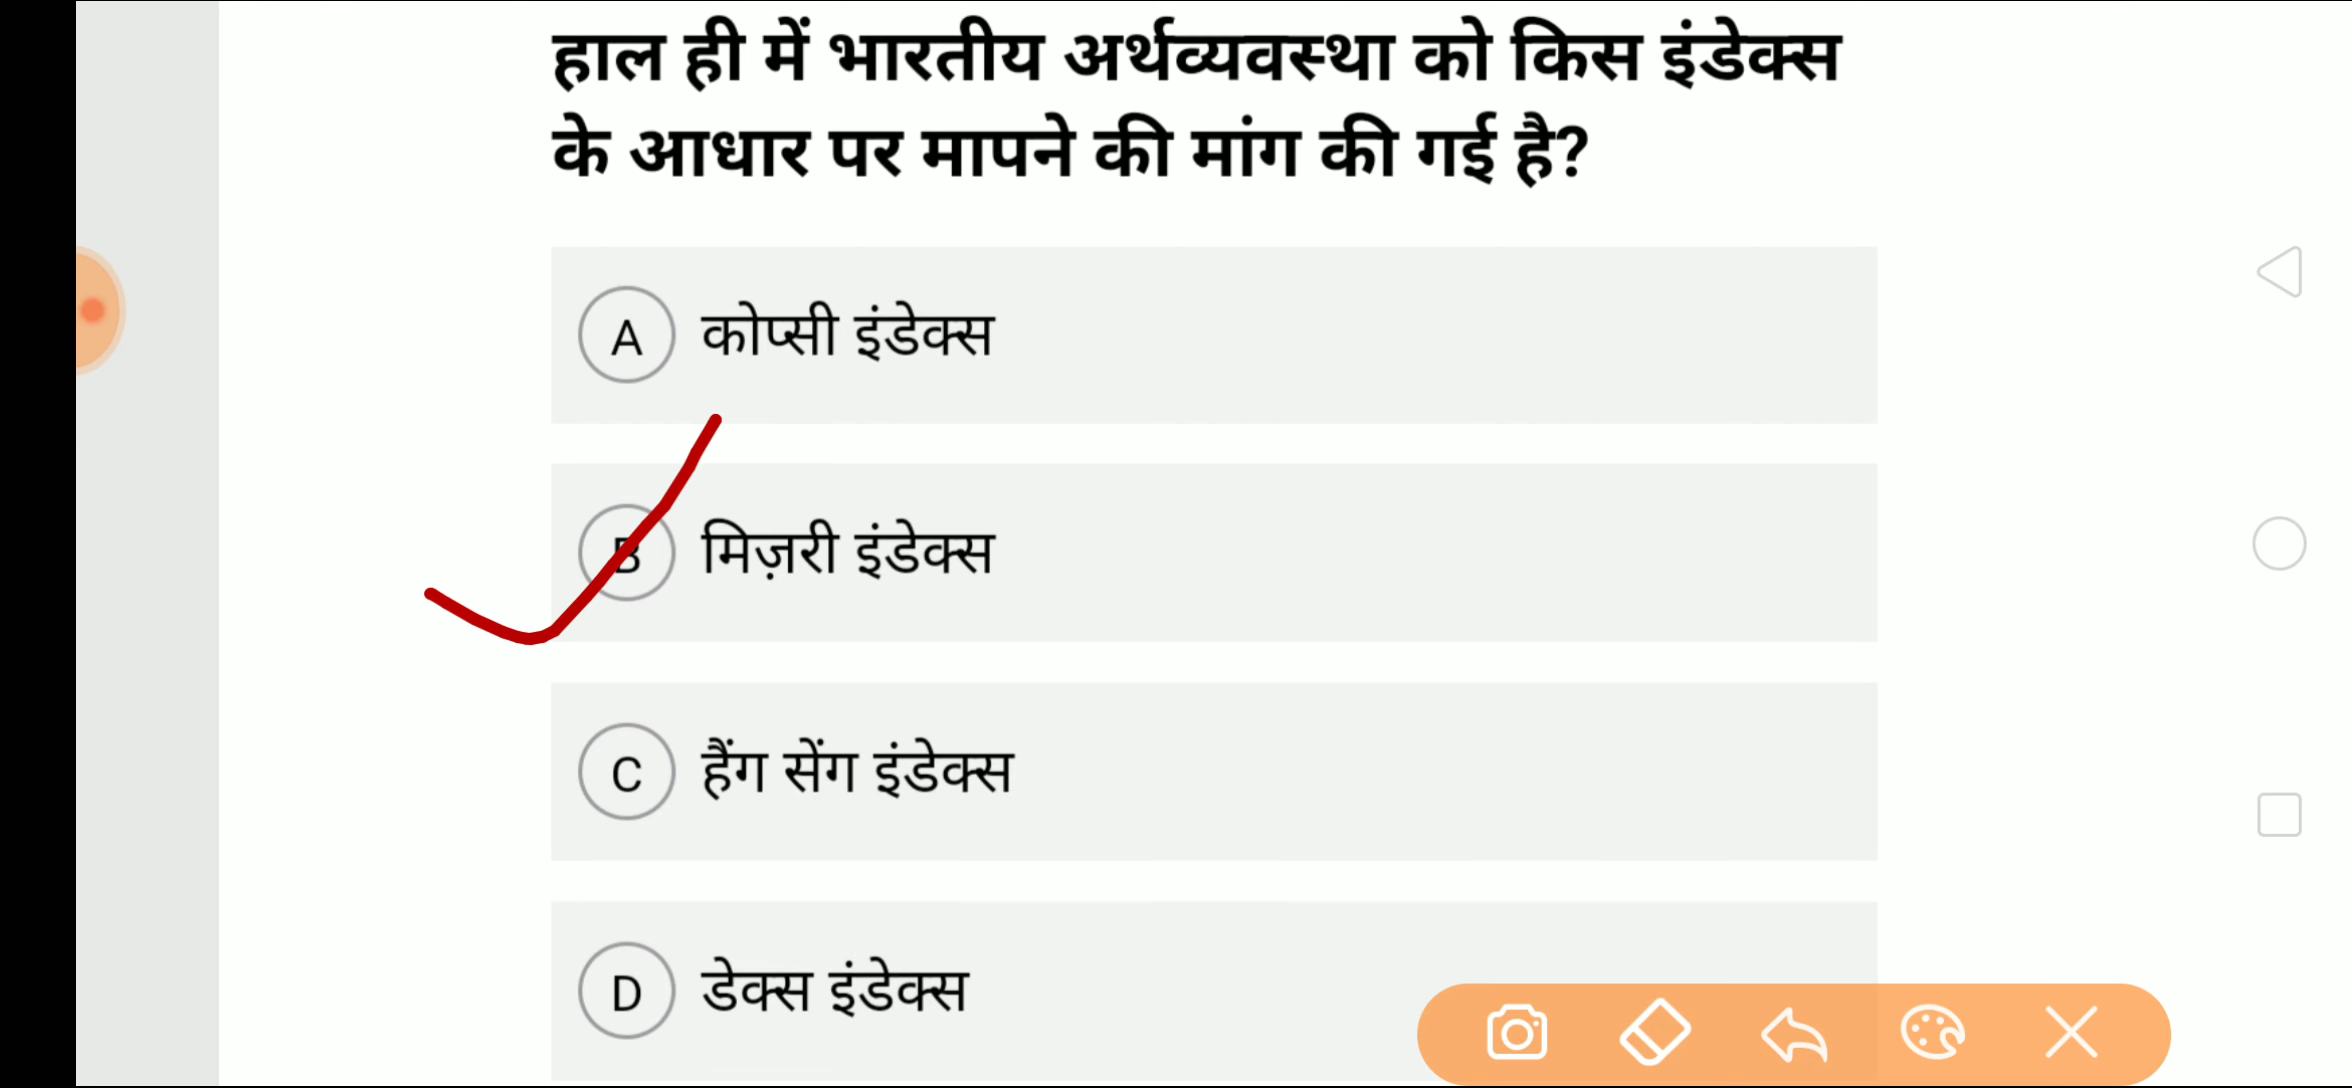 हाल ही में भारतीय अर्थव्यवस्था को किस इंडेक्स
के आधार पर मापने की मांग की गई है?
A कोप्सी इंडेक्स
B मिज़री इंडेक्स
C हैंग सेंग इंडेक्स
D डेक्स इंडेक्स